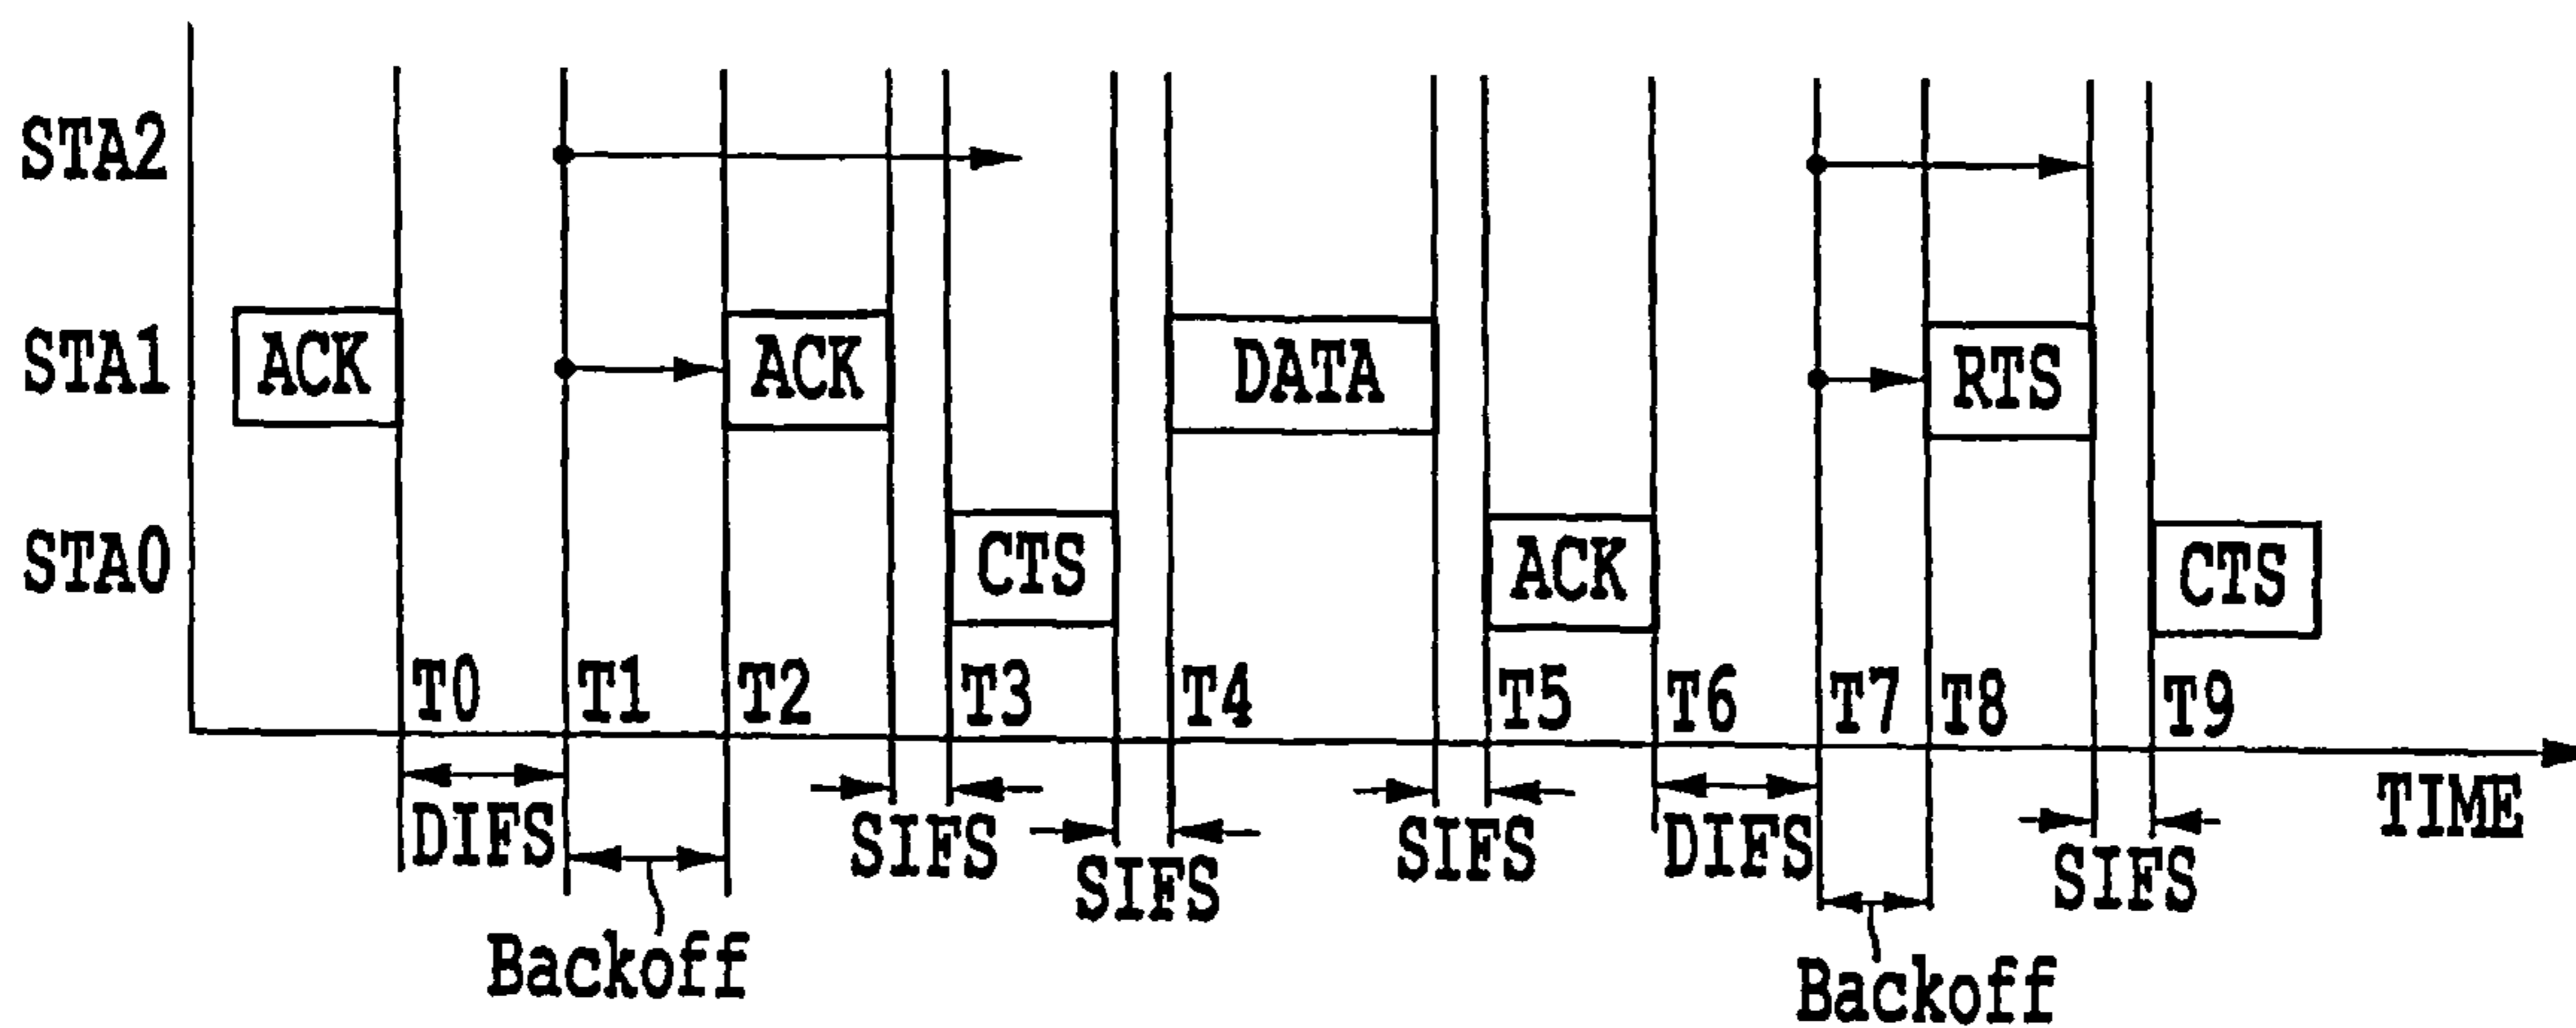 STA2
STA1 ACK ACK DATA RTS
STA0 CTS ACK CTS
T0 T1 T2 T3 T4 T5 T6 T7 T8 T9
TIME
DIFS SIFS SIFS SIFS DIFS SIFS
Backoff Backoff